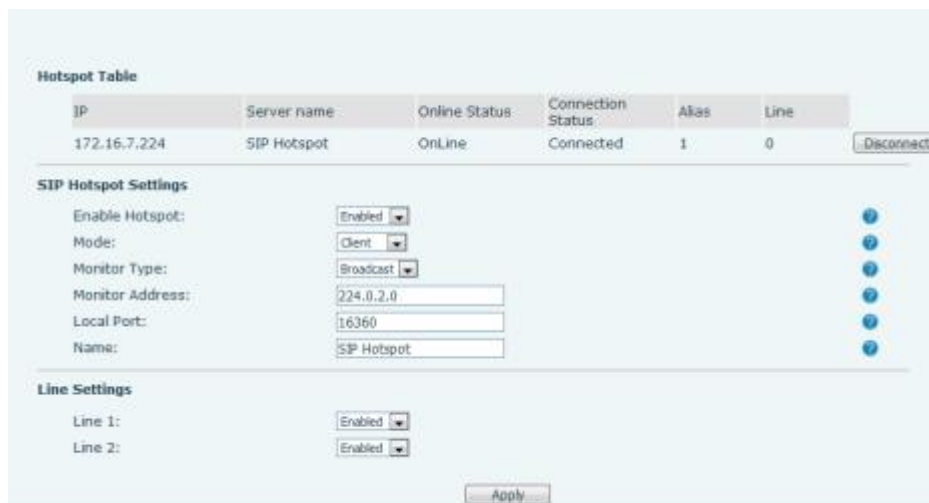 Hotspot Table
IP Server name Online Status Connection Status Alias Line
172.16.7.224 SIP Hotspot OnLine Connected 1 0 Disconnect
SIP Hotspot Settings
Enable Hotspot: Enabled
Mode: Client
Monitor Type: Broadcast
Monitor Address: 224.0.2.0
Local Port: 16360
Name: SIP Hotspot
Line Settings
Line 1: Enabled
Line 2: Enabled
Apply